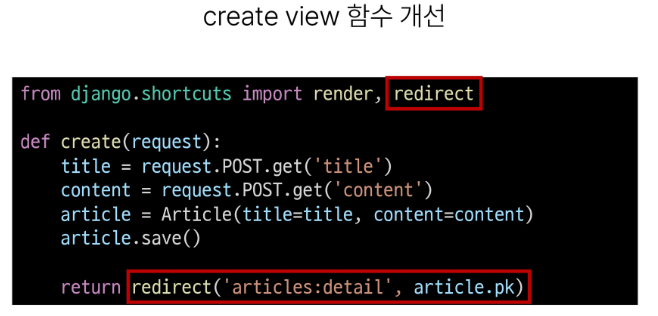 create view 함수 개선
from django.shortcuts import render, redirect
def create(request):
    title = request.POST.get('title')
    content = request.POST.get('content')
    article = Article(title=title, content=content)
    article.save()
    return redirect('articles:detail', article.pk)